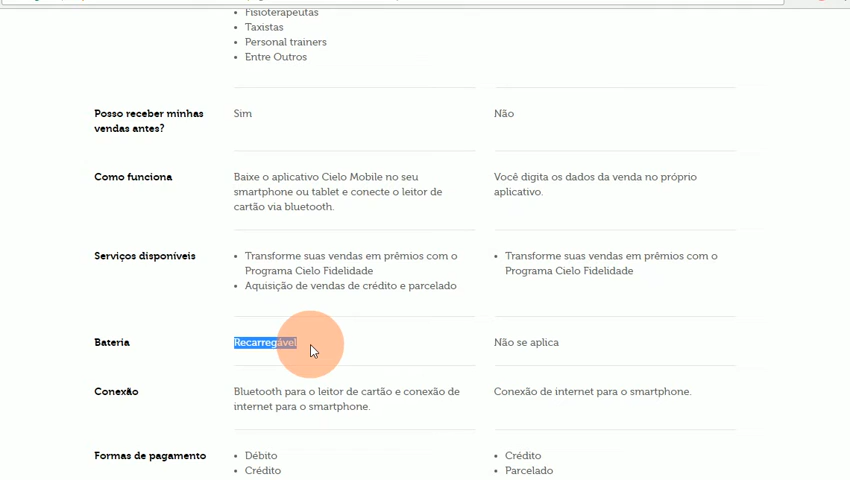 Fisioterapeutas
Taxistas
Personal trainers
Entre Outros
Posso receber minhas
vendas antes?
Sim
Não
Como funciona
Baixe o aplicativo Cielo Mobile no seu
smartphone ou tablet e conecte o leitor de
cartão via bluetooth.
Você digita os dados da venda no próprio
aplicativo.
Serviços disponíveis
Transforme suas vendas em prêmios com o
Programa Cielo Fidelidade
Aquisição de vendas de crédito e parcelado
Transforme suas vendas em prêmios com o
Programa Cielo Fidelidade
Bateria
Recarregável
Não se aplica
Conexão
Bluetooth para o leitor de cartão e conexão de
internet para o smartphone.
Conexão de internet para o smartphone.
Formas de pagamento
Débito
Crédito
Crédito
Parcelado